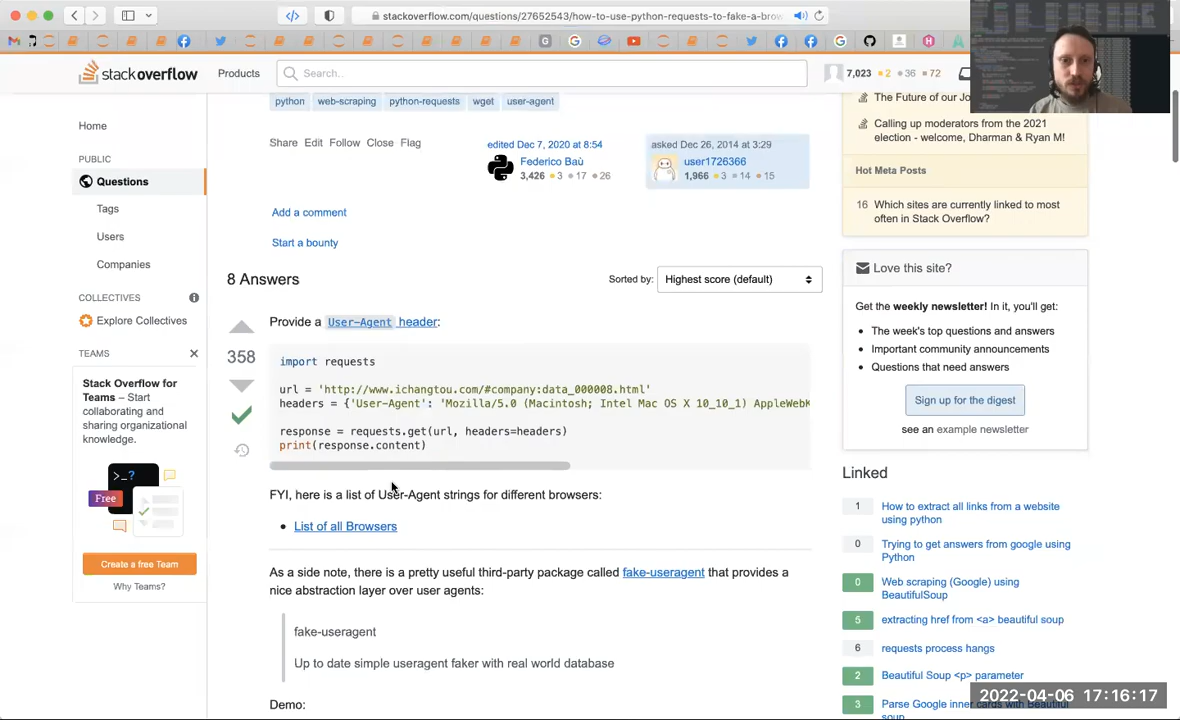 stackoverflow.com/questions/27652543/how-to-use-python-requests-to-fake-a-brow
stackoverflow
Products
Search...
7,023 2 36 72
python web-scraping python-requests wget user-agent
Share Edit Follow Close Flag
edited Dec 7, 2020 at 8:54
Federico Baù
3,426 3 17 26
asked Dec 26, 2014 at 3:29
user1726366
1,966 3 14 15
Add a comment
Start a bounty
8 Answers
Sorted by: Highest score (default)
Provide a User-Agent header:
358
import requests
url = 'http://www.ichangtou.com/#company:data_000008.html'
headers = {'User-Agent': 'Mozilla/5.0 (Macintosh; Intel Mac OS X 10_10_1) AppleWebK
response = requests.get(url, headers=headers)
print(response.content)
FYI, here is a list of User-Agent strings for different browsers:
List of all Browsers
As a side note, there is a pretty useful third-party package called fake-useragent that provides a
nice abstraction layer over user agents:
fake-useragent
Up to date simple useragent faker with real world database
Demo:
Home
PUBLIC
Questions
Tags
Users
Companies
COLLECTIVES
Explore Collectives
TEAMS
Stack Overflow for
Teams – Start
collaborating and
sharing organizational
knowledge.
>_?
Free
Create a free Team
Why Teams?
The Future of our Jo
Calling up moderators from the 2021
election - welcome, Dharman & Ryan M!
Hot Meta Posts
16 Which sites are currently linked to most
often in Stack Overflow?
Love this site?
Get the weekly newsletter! In it, you'll get:
The week's top questions and answers
Important community announcements
Questions that need answers
Sign up for the digest
see an example newsletter
Linked
1 How to extract all links from a website
using python
0 Trying to get answers from google using
Python
0 Web scraping (Google) using
BeautifulSoup
5 extracting href from <a> beautiful soup
6 requests process hangs
2 Beautiful Soup <p> parameter
3 Parse Google inner cards with Beautiful
soup
2022-04-06 17:16:17